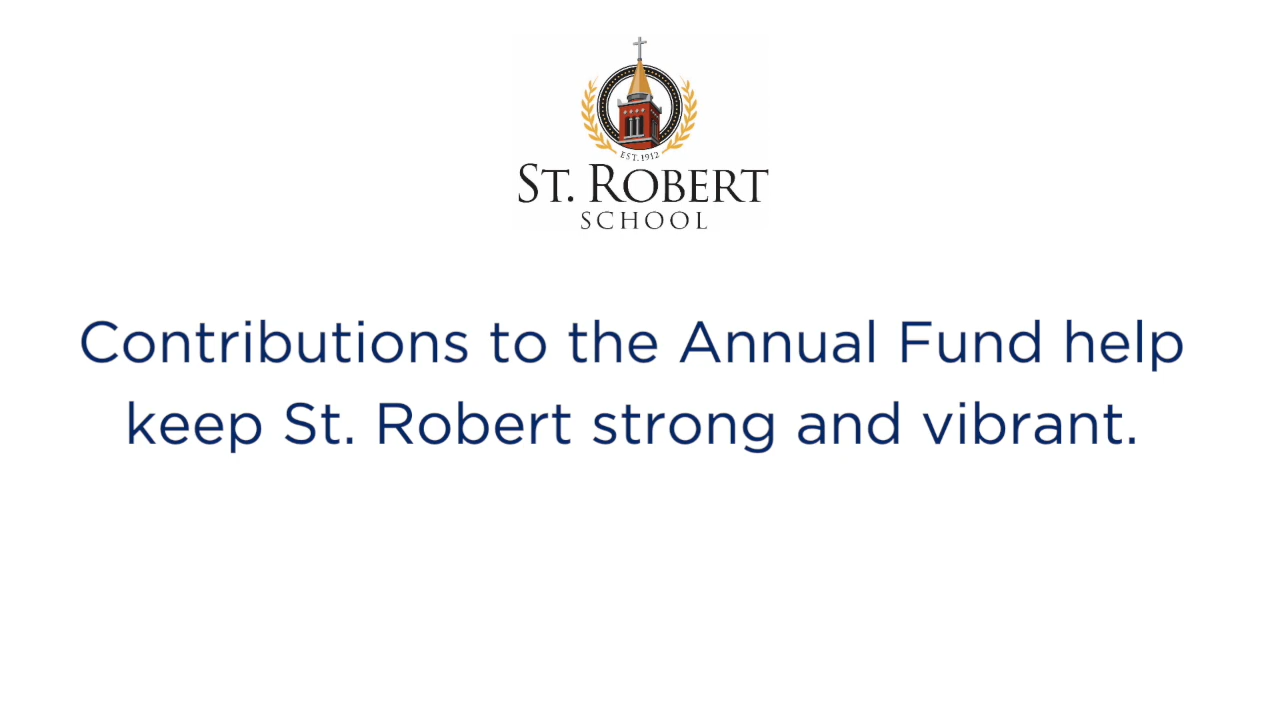 EST. 1912
ST. ROBERT
SCHOOL
Contributions to the Annual Fund help
keep St. Robert strong and vibrant.